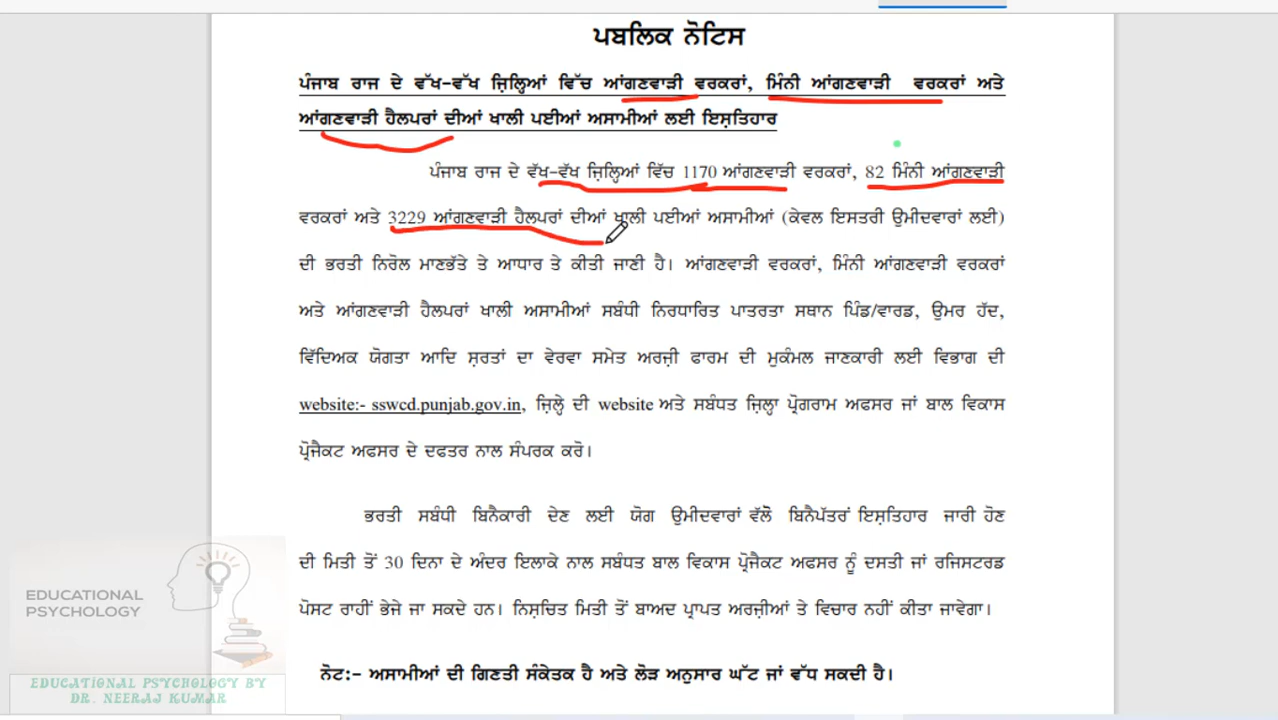 ਪਬਲਿਕ ਨੋਟਿਸ
ਪੰਜਾਬ ਰਾਜ ਦੇ ਵੱਖ-ਵੱਖ ਜ਼ਿਲ੍ਹਿਆਂ ਵਿੱਚ ਆਂਗਣਵਾੜੀ ਵਰਕਰਾਂ, ਮਿੰਨੀ ਆਂਗਣਵਾੜੀ ਵਰਕਰਾਂ ਅਤੇ
ਆਂਗਣਵਾੜੀ ਹੈਲਪਰਾਂ ਦੀਆਂ ਖਾਲੀ ਪਈਆਂ ਅਸਾਮੀਆਂ ਲਈ ਇਸ਼ਤਿਹਾਰ
ਪੰਜਾਬ ਰਾਜ ਦੇ ਵੱਖ-ਵੱਖ ਜ਼ਿਲ੍ਹਿਆਂ ਵਿੱਚ 1170 ਆਂਗਣਵਾੜੀ ਵਰਕਰਾਂ, 82 ਮਿੰਨੀ ਆਂਗਣਵਾੜੀ
ਵਰਕਰਾਂ ਅਤੇ 3229 ਆਂਗਣਵਾੜੀ ਹੈਲਪਰਾਂ ਦੀਆਂ ਖਾਲੀ ਪਈਆਂ ਅਸਾਮੀਆਂ (ਕੇਵਲ ਇਸਤਰੀ ਉਮੀਦਵਾਰਾਂ ਲਈ)
ਦੀ ਭਰਤੀ ਨਿਰੋਲ ਮਾਣਭੱਤੇ ਤੇ ਆਧਾਰ ਤੇ ਕੀਤੀ ਜਾਣੀ ਹੈ। ਆਂਗਣਵਾੜੀ ਵਰਕਰਾਂ, ਮਿੰਨੀ ਆਂਗਣਵਾੜੀ ਵਰਕਰਾਂ
ਅਤੇ ਆਂਗਣਵਾੜੀ ਹੈਲਪਰਾਂ ਖਾਲੀ ਅਸਾਮੀਆਂ ਸਬੰਧੀ ਨਿਰਧਾਰਿਤ ਪਾਤਰਤਾ ਸਥਾਨ ਪਿੰਡ/ਵਾਰਡ, ਉਮਰ ਹੱਦ,
ਵਿੱਦਿਅਕ ਯੋਗਤਾ ਆਦਿ ਸ਼ਰਤਾਂ ਦਾ ਵੇਰਵਾ ਸਮੇਤ ਅਰਜ਼ੀ ਫਾਰਮ ਦੀ ਮੁਕੰਮਲ ਜਾਣਕਾਰੀ ਲਈ ਵਿਭਾਗ ਦੀ
website:- sswcd.punjab.gov.in, ਜ਼ਿਲ੍ਹੇ ਦੀ website ਅਤੇ ਸਬੰਧਤ ਜ਼ਿਲ੍ਹਾ ਪ੍ਰੋਗਰਾਮ ਅਫਸਰ ਜਾਂ ਬਾਲ ਵਿਕਾਸ
ਪ੍ਰੋਜੈਕਟ ਅਫਸਰ ਦੇ ਦਫਤਰ ਨਾਲ ਸੰਪਰਕ ਕਰੋ।
ਭਰਤੀ ਸਬੰਧੀ ਬਿਨੈਕਾਰੀ ਦੇਣ ਲਈ ਯੋਗ ਉਮੀਦਵਾਰਾਂ ਵੱਲੋ ਬਿਨੈਪੱਤਰਾਂ ਇਸ਼ਤਿਹਾਰ ਜਾਰੀ ਹੋਣ
ਦੀ ਮਿਤੀ ਤੋਂ 30 ਦਿਨਾ ਦੇ ਅੰਦਰ ਇਲਾਕੇ ਨਾਲ ਸਬੰਧਤ ਬਾਲ ਵਿਕਾਸ ਪ੍ਰੋਜੈਕਟ ਅਫਸਰ ਨੂੰ ਦਸਤੀ ਜਾਂ ਰਜਿਸਟਰਡ
ਪੋਸਟ ਰਾਹੀਂ ਭੇਜੇ ਜਾ ਸਕਦੇ ਹਨ। ਨਿਸ਼ਚਿਤ ਮਿਤੀ ਤੋਂ ਬਾਅਦ ਪ੍ਰਾਪਤ ਅਰਜ਼ੀਆਂ ਤੇ ਵਿਚਾਰ ਨਹੀਂ ਕੀਤਾ ਜਾਵੇਗਾ।
ਨੋਟ:- ਅਸਾਮੀਆਂ ਦੀ ਗਿਣਤੀ ਸੰਕੇਤਕ ਹੈ ਅਤੇ ਲੋੜ ਅਨੁਸਾਰ ਘੱਟ ਜਾਂ ਵੱਧ ਸਕਦੀ ਹੈ।
EDUCATIONAL
PSYCHOLOGY
EDUCATIONAL PSYCHOLOGY BY
DR. NEERAJ KUMAR